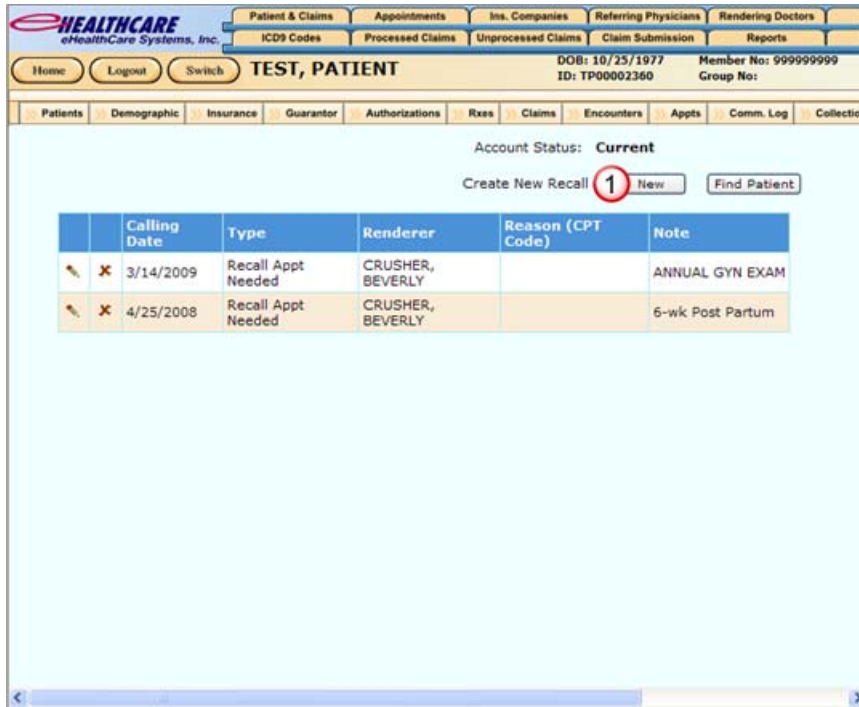 HEALTHCARE
eHealthCare Systems, Inc.
Patient & Claims Appointments Ins. Companies Referring Physicians Rendering Doctors
ICD9 Codes Processed Claims Unprocessed Claims Claim Submission Reports
Home Logout Switch TEST, PATIENT
DOB: 10/25/1977 Member No: 999999999
ID: TP00002360 Group No:
Patients Demographic Insurance Guarantor Authorizations Rxes Claims Encounters Appts Comm. Log Collectio
Account Status: Current
Create New Recall 1 New Find Patient
Calling Date Type Renderer Reason (CPT Code) Note
3/14/2009 Recall Appt Needed CRUSHER, BEVERLY ANNUAL GYN EXAM
4/25/2008 Recall Appt Needed CRUSHER, BEVERLY 6-wk Post Partum